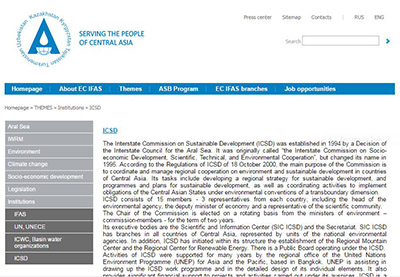 Press center Sitemap Contacts | RUS ENG
Uzbekistan Kazakhstan Kyrgyzstan Tajikistan Turkmenistan
SERVING THE PEOPLE
OF CENTRAL ASIA
Search
Homepage About EC IFAS Themes ASB Program EC IFAS branches Job opportunities
Homepage > THEMES > Institutions > ICSD
Aral Sea
IWRM
Environment
Climate change
Socio-economic development
Legislation
Institutions
IFAS
UN, UNECE
ICWC, Basin water
organizations
ICSD
ICSD
The Interstate Commission on Sustainable Development (ICSD) was established in 1994 by a Decision of
the Interstate Council for the Aral Sea. It was originally called "the Interstate Commission on Socio-
economic Development, Scientific, Technical, and Environmental Cooperation", but changed its name in
1995. According to the Regulations of ICSD of 18 October 2000, the main purpose of the Commission is
to coordinate and manage regional cooperation on environment and sustainable development in countries
of Central Asia. Its tasks include developing a regional strategy for sustainable development, and
programmes and plans for sustainable development, as well as coordinating activities to implement
obligations of the Central Asian States under environmental conventions of a transboundary dimension.
ICSD consists of 15 members - 3 representatives from each country, including the head of the
environmental agency, the deputy minister of economy and a representative of the scientific community.
The Chair of the Commission is elected on a rotating basis from the ministers of environment –
commission-members - for the term of two years.
Its executive bodies are the Scientific and Information Center (SIC ICSD) and the Secretariat. SIC ICSD
has branches in all countries of Central Asia, represented by units of the national environmental
agencies. In addition, ICSD has initiated within its structure the establishment of the Regional Mountain
Center and the Regional Center for Renewable Energy. There is a Public Board operating under the ICSD.
Activities of ICSD were supported for many years by the regional office of the United Nations
Environment Programme (UNEP) for Asia and the Pacific, based in Bangkok. UNEP is assisting in
drawing up the ICSD work programme and in the detailed design of its individual elements. It also
provides significant financial support to projects and activities carried out under its auspices. ICSD is a